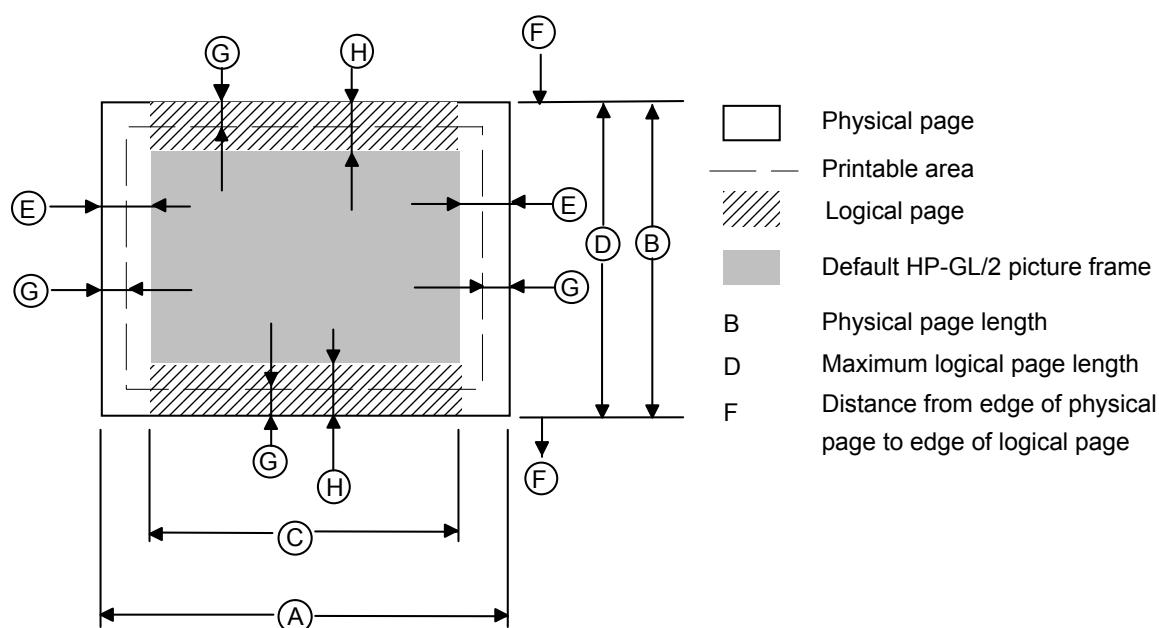 G
H
F
E
E
D
B
G
G
G
H
F
C
A
Physical page
Printable area
Logical page
Default HP-GL/2 picture frame
B Physical page length
D Maximum logical page length
F Distance from edge of physical
page to edge of logical page